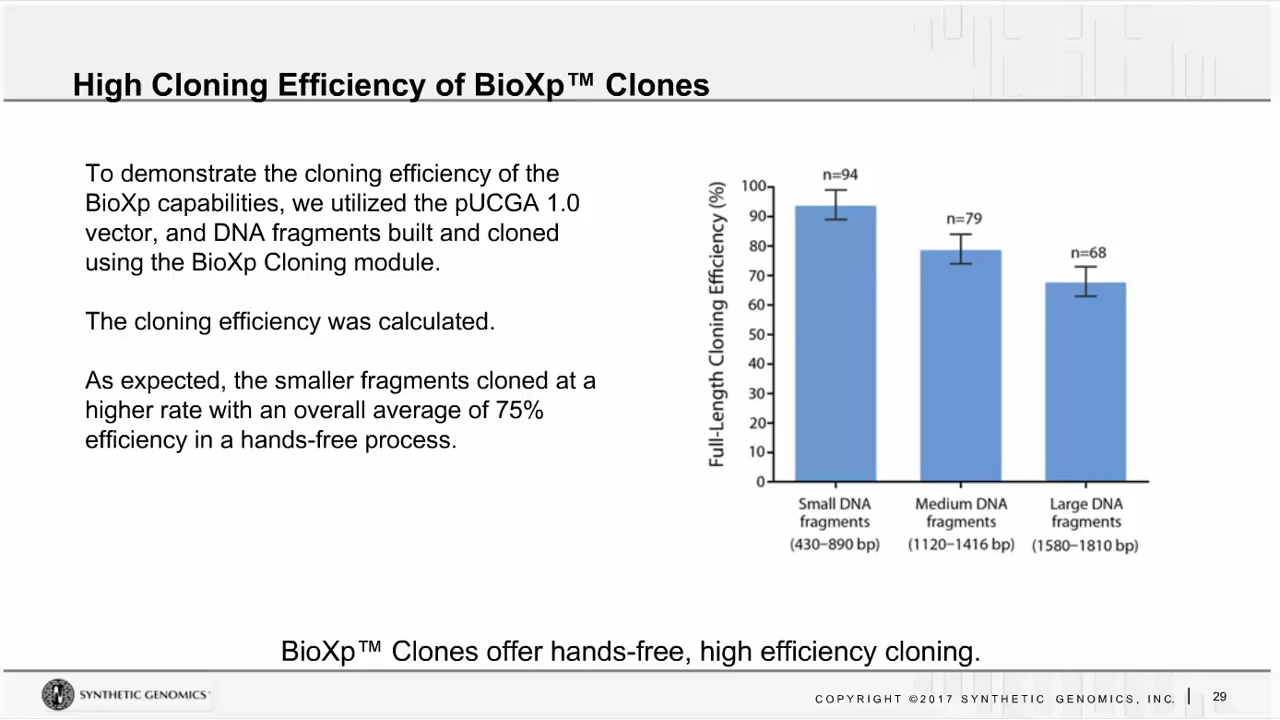 High Cloning Efficiency of BioXp™ Clones
To demonstrate the cloning efficiency of the
BioXp capabilities, we utilized the pUCGA 1.0
vector, and DNA fragments built and cloned
using the BioXp Cloning module.
The cloning efficiency was calculated.
As expected, the smaller fragments cloned at a
higher rate with an overall average of 75%
efficiency in a hands-free process.
Full-Length Cloning Efficiency (%)
100
90
80
70
60
50
40
30
20
10
0
n=94
n=79
n=68
Small DNA
fragments
(430–890 bp)
Medium DNA
fragments
(1120–1416 bp)
Large DNA
fragments
(1580–1810 bp)
BioXp™ Clones offer hands-free, high efficiency cloning.
SYNTHETIC GENOMICS
COPYRIGHT ©2017 SYNTHETIC GENOMICS, INC. | 29